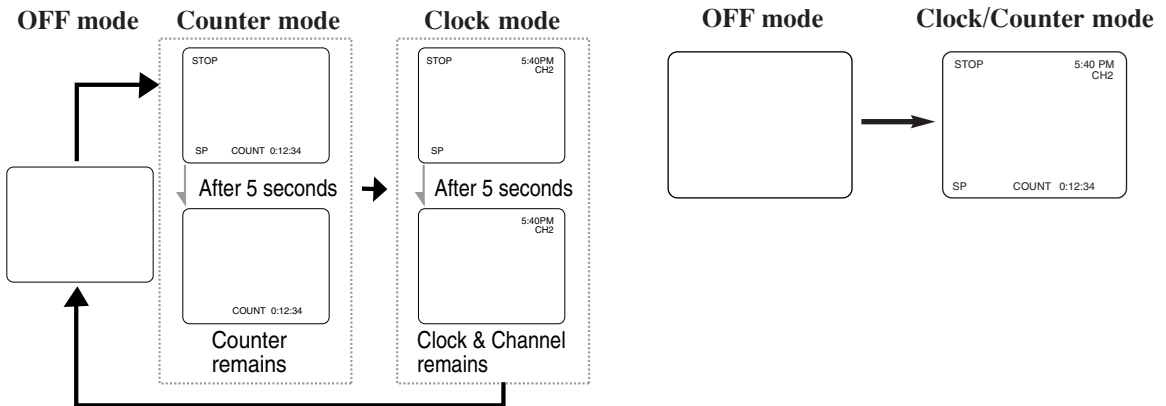 OFF mode
Counter mode
Clock mode
STOP
SP COUNT 0:12:34
After 5 seconds
COUNT 0:12:34
Counter
remains
STOP 5:40PM
CH2
SP
After 5 seconds
5:40PM
CH2
Clock & Channel
remains
OFF mode
Clock/Counter mode
STOP 5:40 PM
CH2
SP COUNT 0:12:34